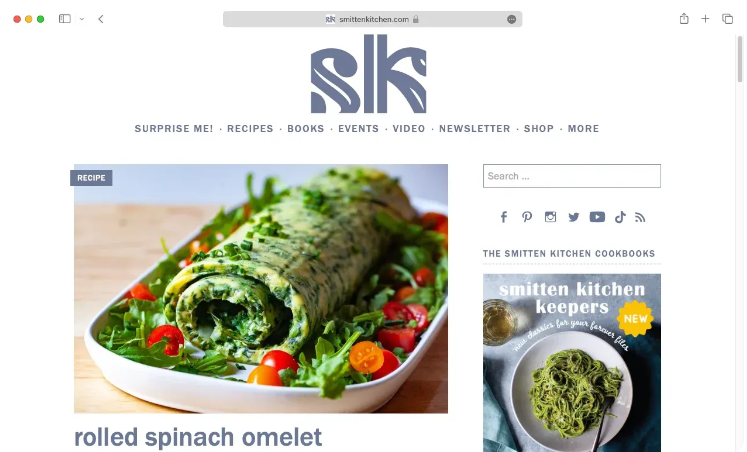 smittenkitchen.com
sk
SURPRISE ME! · RECIPES · BOOKS · EVENTS · VIDEO · NEWSLETTER · SHOP · MORE
RECIPE
rolled spinach omelet
Search ...
THE SMITTEN KITCHEN COOKBOOKS
smitten kitchen
keepers
NEW
new classics for your forever files